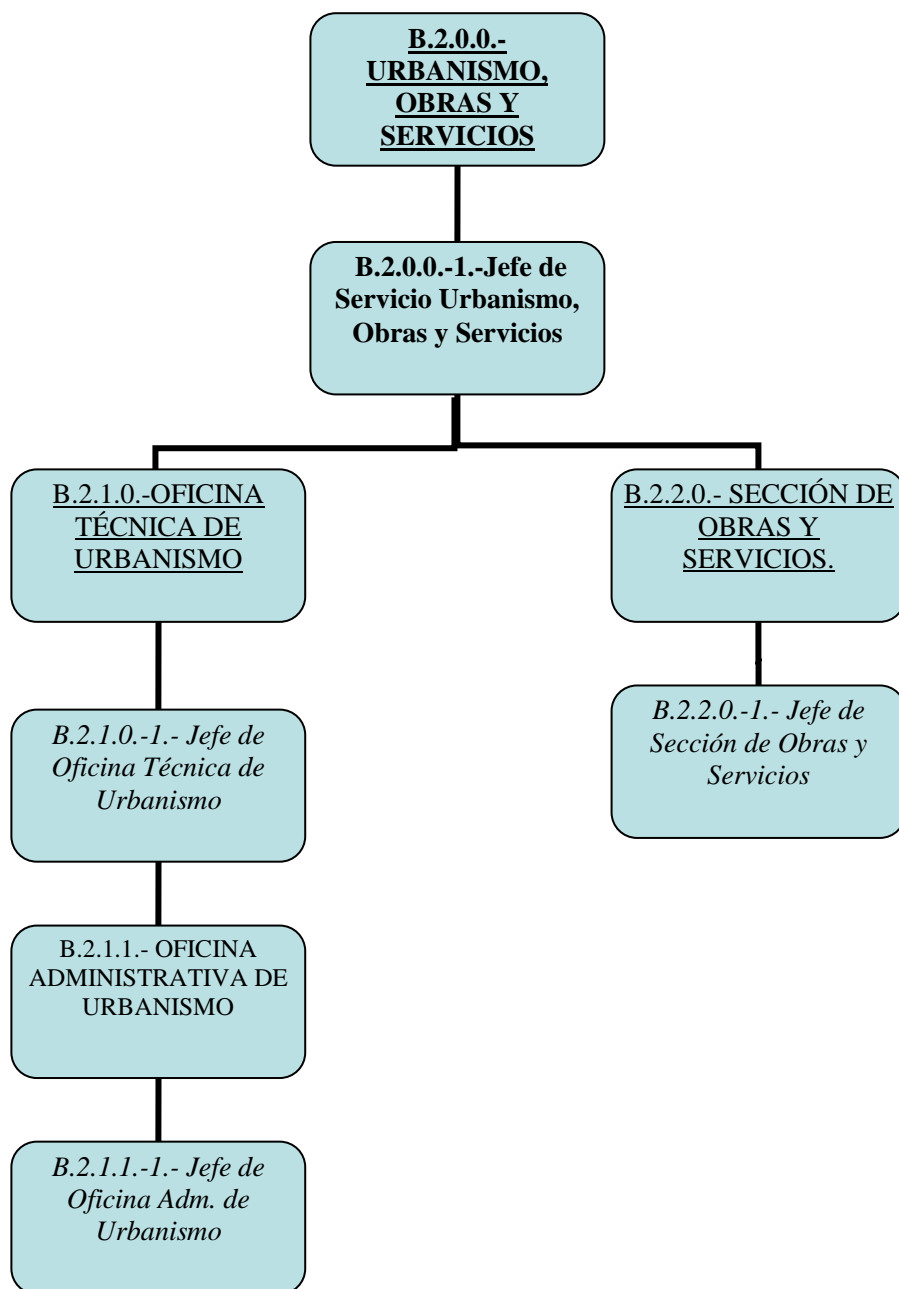 B.2.0.0.-
URBANISMO,
OBRAS Y
SERVICIOS
B.2.0.0.-1.-Jefe de
Servicio Urbanismo,
Obras y Servicios
B.2.1.0.-OFICINA
TÉCNICA DE
URBANISMO
B.2.2.0.- SECCIÓN DE
OBRAS Y
SERVICIOS.
B.2.1.0.-1.- Jefe de
Oficina Técnica de
Urbanismo
B.2.2.0.-1.- Jefe de
Sección de Obras y
Servicios
B.2.1.1.- OFICINA
ADMINISTRATIVA DE
URBANISMO
B.2.1.1.-1.- Jefe de
Oficina Adm. de
Urbanismo